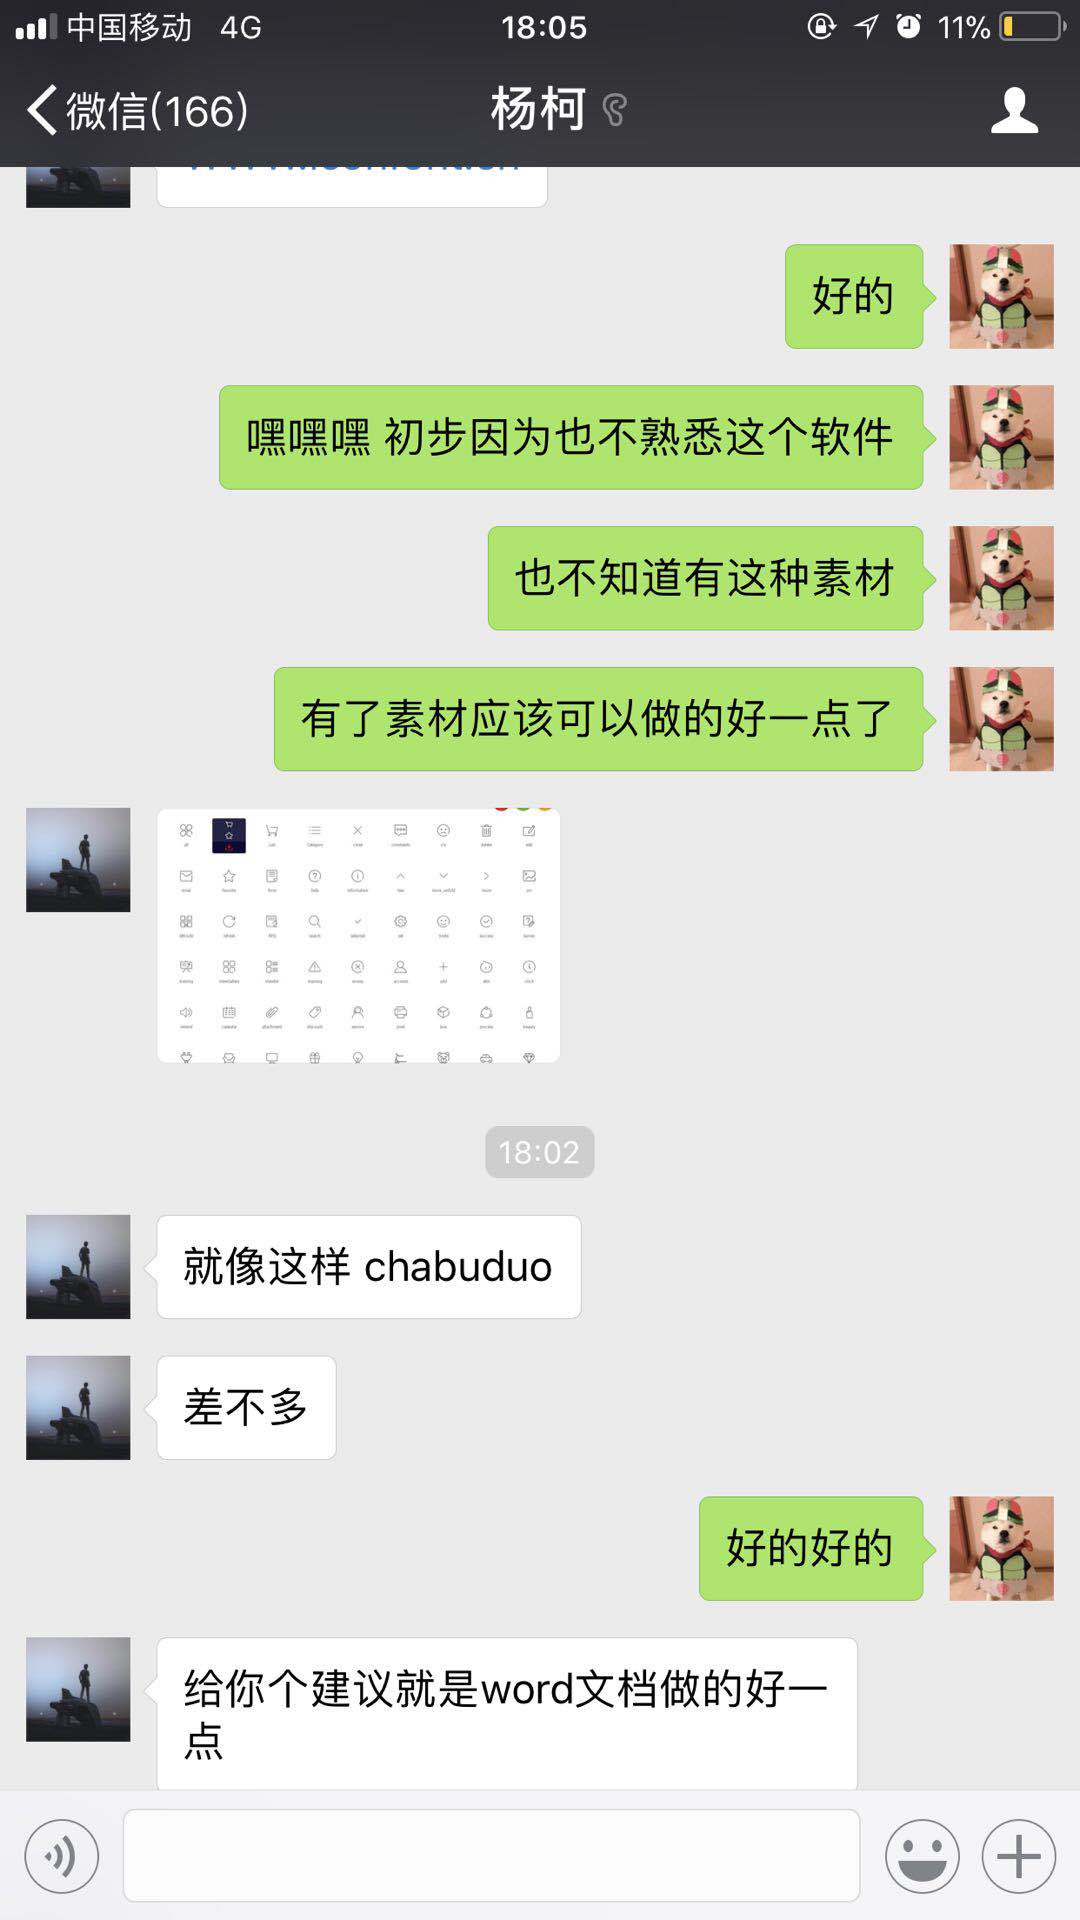 中国移动 4G 18:05 11%
微信(166) 杨柯
好的
嘿嘿嘿 初步因为也不熟悉这个软件
也不知道有这种素材
有了素材应该可以做的好一点了
18:02
就像这样 chabuduo
差不多
好的好的
给你个建议就是word文档做的好一
点